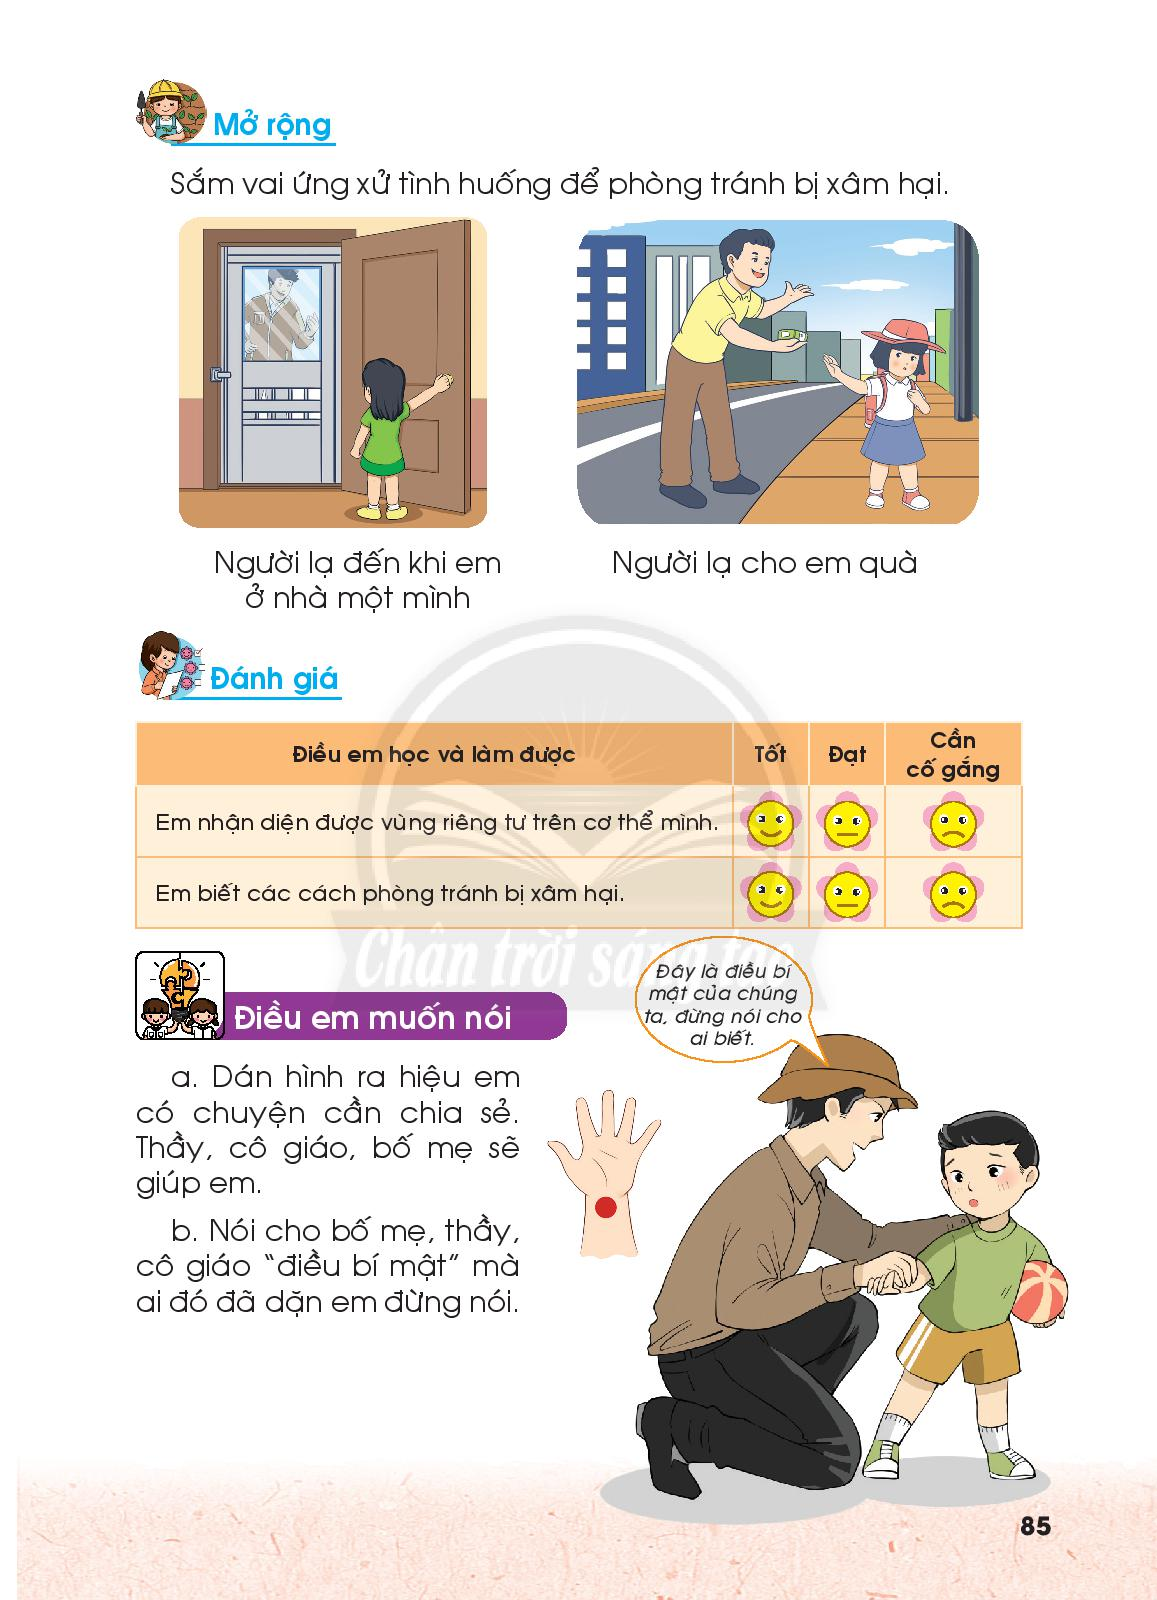 Mở rộng
Sắm vai ứng xử tình huống để phòng tránh bị xâm hại.
Người lạ đến khi em
ở nhà một mình
Người lạ cho em quà
Đánh giá
Điều em học và làm được
Tốt
Đạt
Cần
cố gắng
Em nhận diện được vùng riêng tư trên cơ thể mình.
Em biết các cách phòng tránh bị xâm hại.
Chân trời sáng tạo
Điều em muốn nói
Đây là điều bí
mật của chúng
ta, đừng nói cho
ai biết.
a. Dán hình ra hiệu em
có chuyện cần chia sẻ.
Thầy, cô giáo, bố mẹ sẽ
giúp em.
b. Nói cho bố mẹ, thầy,
cô giáo “điều bí mật” mà
ai đó đã dặn em đừng nói.
85